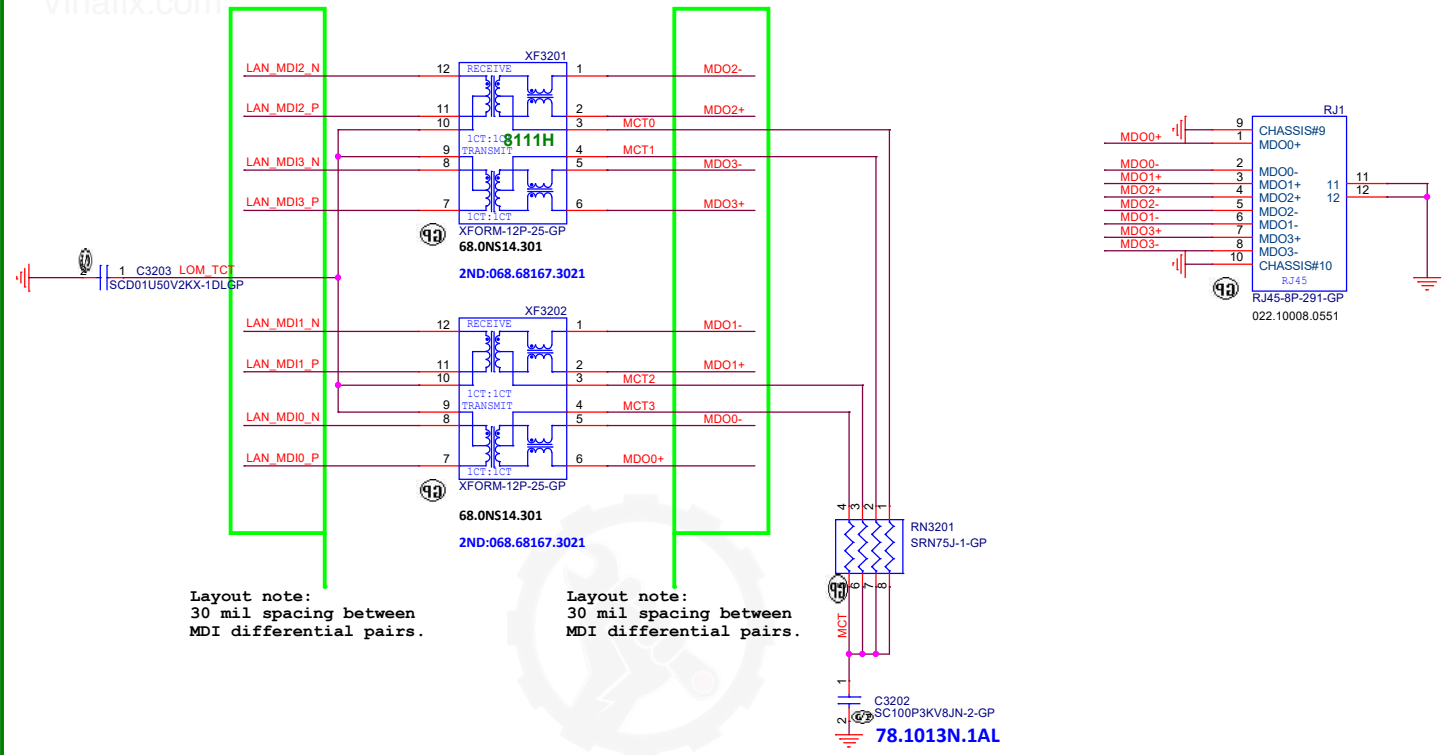 Vinafix.com
XF3201
LAN_MDI2_N 12 RECEIVE 1 MDO2-
LAN_MDI2_P 11 2 MDO2+
10 3 MCT0
1CT:1CT
8111H
9 TRANSMIT 4 MCT1
LAN_MDI3_N 8 5 MDO3-
LAN_MDI3_P 7 6 MDO3+
1CT:1CT
GP XFORM-12P-25-GP
68.0NS14.301
2ND:068.68167.3021
2 1 C3203 LOM_TCT
SCD01U50V2KX-1DLGP
XF3202
LAN_MDI1_N 12 RECEIVE 1 MDO1-
LAN_MDI1_P 11 2 MDO1+
10 3 MCT2
1CT:1CT
9 TRANSMIT 4 MCT3
LAN_MDI0_N 8 5 MDO0-
LAN_MDI0_P 7 6 MDO0+
1CT:1CT
GP XFORM-12P-25-GP
68.0NS14.301
2ND:068.68167.3021
Layout note:
30 mil spacing between
MDI differential pairs.
Layout note:
30 mil spacing between
MDI differential pairs.
4 3 2 1
RN3201
SRN75J-1-GP
GP
6 7 8
MCT
1
C3202
SC100P3KV8JN-2-GP
2 G/P
78.1013N.1AL
RJ1
9 CHASSIS#9
MDO0+ 1 MDO0+
MDO0- 2 MDO0-
MDO1+ 3 MDO1+ 11 11
MDO2+ 4 MDO2+ 12 12
MDO2- 5 MDO2-
MDO1- 6 MDO1-
MDO3+ 7 MDO3+
MDO3- 8 MDO3-
10 CHASSIS#10
RJ45
GP RJ45-8P-291-GP
022.10008.0551